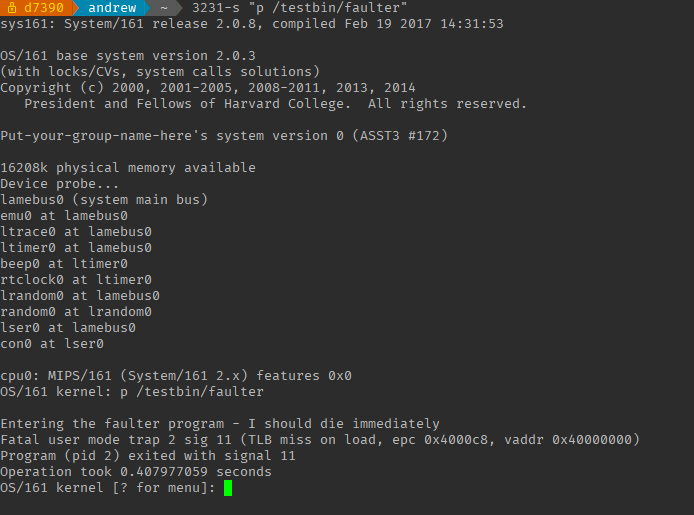 d7390 andrew ~ 3231-s "p /testbin/faulter"
sys161: System/161 release 2.0.8, compiled Feb 19 2017 14:31:53
OS/161 base system version 2.0.3
(with locks/CVs, system calls solutions)
Copyright (c) 2000, 2001-2005, 2008-2011, 2013, 2014
President and Fellows of Harvard College.  All rights reserved.
Put-your-group-name-here's system version 0 (ASST3 #172)
16208k physical memory available
Device probe...
lamebus0 (system main bus)
emu0 at lamebus0
ltrace0 at lamebus0
ltimer0 at lamebus0
beep0 at ltimer0
rtclock0 at ltimer0
lrandom0 at lamebus0
random0 at lrandom0
lser0 at lamebus0
con0 at lser0
cpu0: MIPS/161 (System/161 2.x) features 0x0
OS/161 kernel: p /testbin/faulter
Entering the faulter program - I should die immediately
Fatal user mode trap 2 sig 11 (TLB miss on load, epc 0x4000c8, vaddr 0x40000000)
Program (pid 2) exited with signal 11
Operation took 0.407977059 seconds
OS/161 kernel [? for menu]: